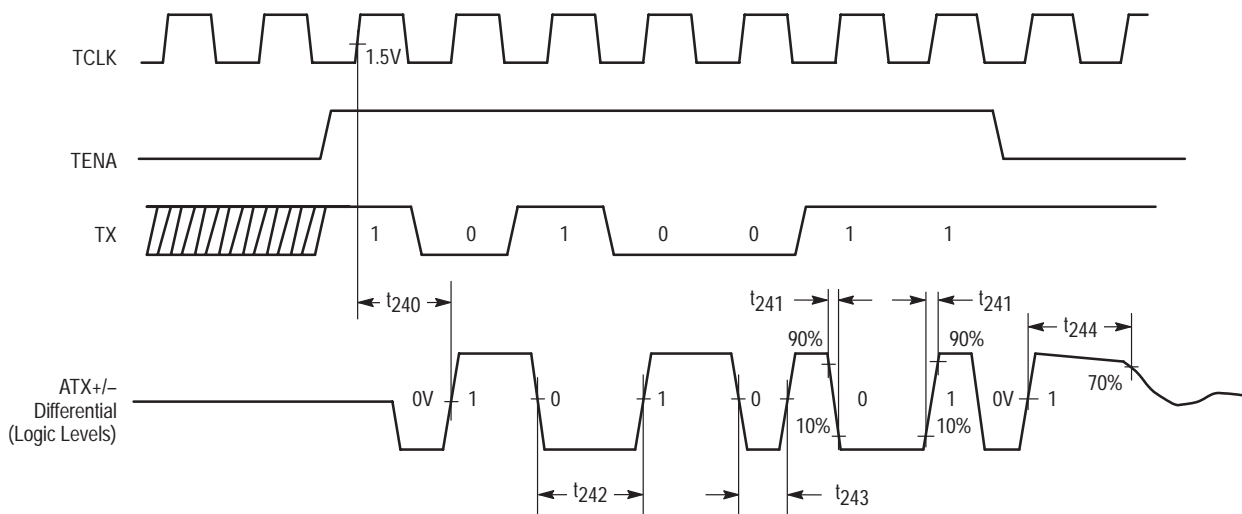 TCLK
1.5V
TENA
TX 1 0 1 0 0 1 1
t240 t241 t241 t244
90% 90%
70%
ATX+/–
Differential
(Logic Levels)
0V 1 0 1 0 0 1 0V 1
10% 10%
t242 t243